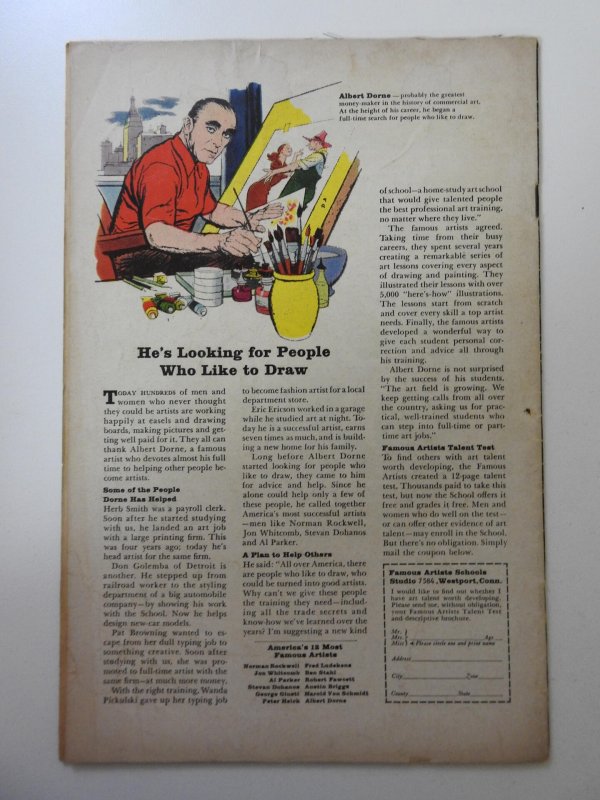 Albert Dorne — probably the greatest
money-maker in the history of commercial art.
At the height of his career, he began a
full-time search for people who like to draw.
He's Looking for People
Who Like to Draw
TODAY HUNDREDS of men and
women who never thought
they could be artists are working
happily at easels and drawing
boards, making pictures and get-
ting well paid for it. They all can
thank Albert Dorne, a famous
artist who devotes almost his full
time to helping other people be-
come artists.
Some of the People
Dorne Has Helped
Herb Smith was a payroll clerk.
Soon after he started studying
with us, he landed an art job
with a large printing firm. This
was four years ago; today he's
head artist for the same firm.
Don Golemba of Detroit is
another. He stepped up from
railroad worker to the styling
department of a big automobile
company—by showing his work
with the School. Now he helps
design new-car models.
Pat Browning wanted to es-
cape from her dull typing job to
something creative. Soon after
studying with us, she was pro-
moted to full-time artist with the
same firm—at much more money.
With the right training, Wanda
Pickulski gave up her typing job
to become fashion artist for a local
department store.
Eric Ericson worked in a garage
while he studied art at night. To-
day he is a successful artist, earns
seven times as much, and is build-
ing a new home for his family.
Long before Albert Dorne
started looking for people who
like to draw, they came to him
for advice and help. Since he
alone could help only a few of
these people, he called together
America's most successful artists
—men like Norman Rockwell,
Jon Whitcomb, Stevan Dohanos
and Al Parker.
A Plan to Help Others
He said: "All over America, there
are people who like to draw, who
could be turned into good artists.
Why can't we give these people
the training they need—includ-
ing all the trade secrets and
know-how we've learned over the
years? I'm suggesting a new kind
America's 12 Most
Famous Artists
Norman Rockwell Fred Ludekens
Jon Whitcomb Ben Stahl
Al Parker Robert Fawcett
Stevan Dohanos Austin Briggs
George Giusti Harold Von Schmidt
Peter Helck Albert Dorne
of school—a home-study art school
that would give talented people
the best professional art training,
no matter where they live."
The famous artists agreed.
Taking time from their busy
careers, they spent several years
creating a remarkable series of
art lessons covering every aspect
of drawing and painting. They
illustrated their lessons with over
5,000 "here's-how" illustrations.
The lessons start from scratch
and cover every skill a top artist
needs. Finally, the famous artists
developed a wonderful way to
give each student personal cor-
rection and advice all through
his training.
Albert Dorne is not surprised
by the success of his students.
"The art field is growing. We
keep getting calls from all over
the country, asking us for prac-
tical, well-trained students who
can step into full-time or part-
time art jobs."
Famous Artists Talent Test
To find others with art talent
worth developing, the Famous
Artists created a 12-page talent
test. Thousands paid to take this
test, but now the School offers it
free and grades it free. Men and
women who do well on the test—
or can offer other evidence of art
talent—may enroll in the School.
But there's no obligation. Simply
mail the coupon below.
Famous Artists Schools
Studio 7584, Westport, Conn.
I would like to find out whether I
have art talent worth developing.
Please send me, without obligation,
your Famous Artists Talent Test
and descriptive brochure.
Mr.
Mrs. Age
Miss Please circle one and print name
Address
City Zone
County State